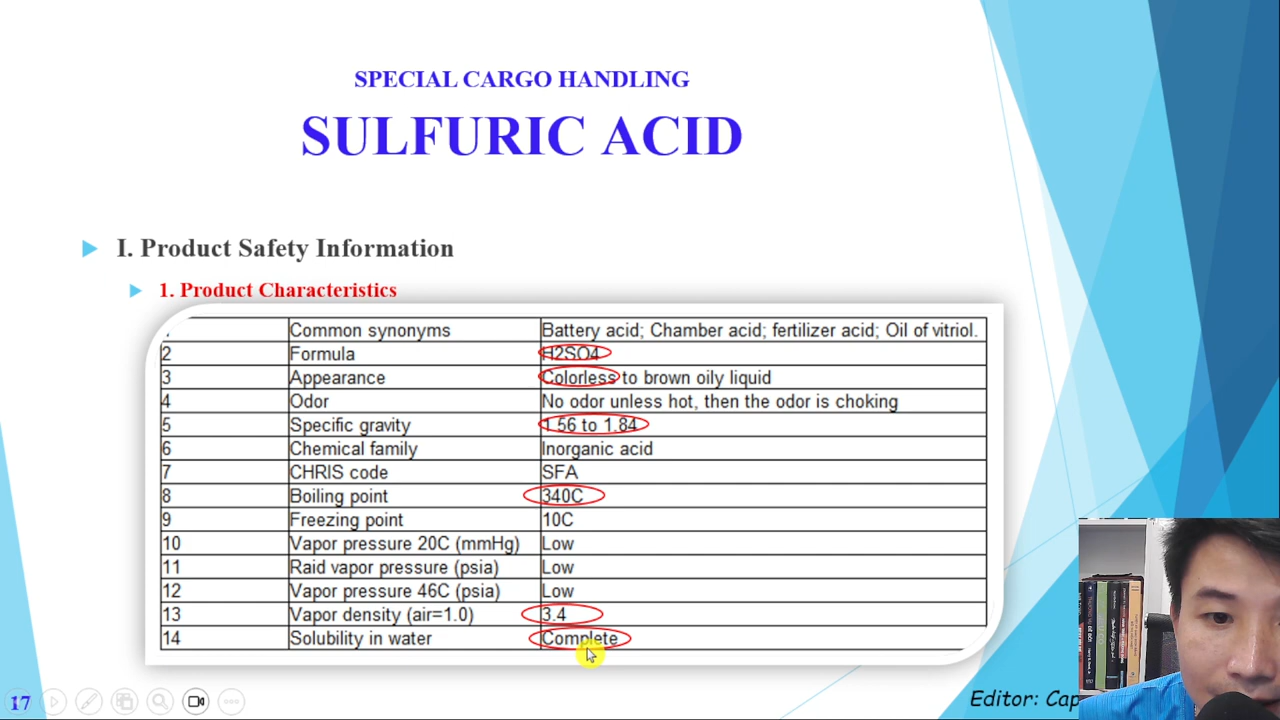 SPECIAL CARGO HANDLING
SULFURIC ACID
I. Product Safety Information
1. Product Characteristics
Common synonyms Battery acid; Chamber acid; fertilizer acid; Oil of vitriol.
2 Formula H2SO4
3 Appearance Colorless to brown oily liquid
4 Odor No odor unless hot, then the odor is choking
5 Specific gravity 1.56 to 1.84
6 Chemical family Inorganic acid
7 CHRIS code SFA
8 Boiling point 340C
9 Freezing point 10C
10 Vapor pressure 20C (mmHg) Low
11 Raid vapor pressure (psia) Low
12 Vapor pressure 46C (psia) Low
13 Vapor density (air=1.0) 3.4
14 Solubility in water Complete
17
Editor: Cap